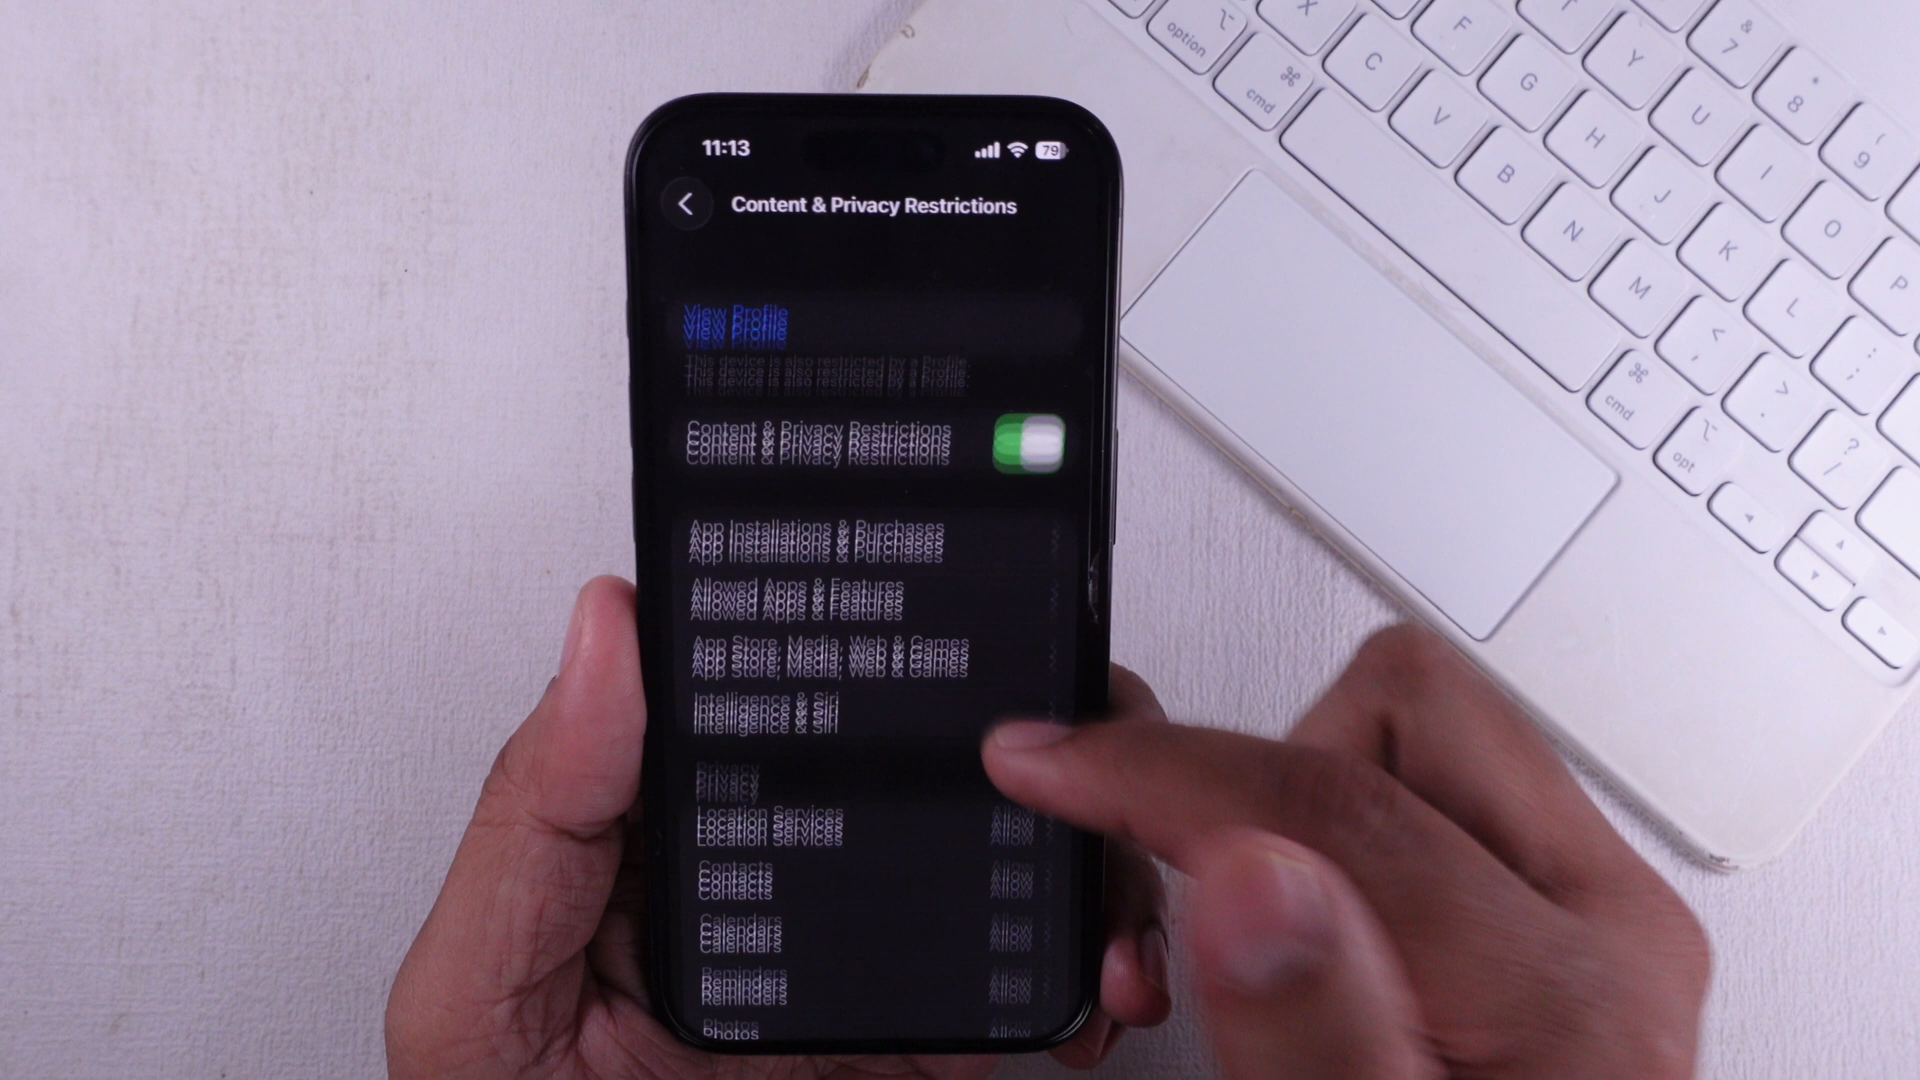 11:13
79
Content & Privacy Restrictions
View Profile
This device is also restricted by a Profile.
Content & Privacy Restrictions
App Installations & Purchases
Allowed Apps & Features
App Store, Media, Web & Games
Intelligence & Siri
Privacy
Location Services Allow
Contacts Allow
Calendars Allow
Reminders Allow
Photos Allow
option
⌘
cmd
X
C
V
B
N
M
< ,
> .
? /
F
G
H
J
K
L
: ;
T
Y
U
I
O
P
& 7
* 8
( 9
⌘
cmd
opt